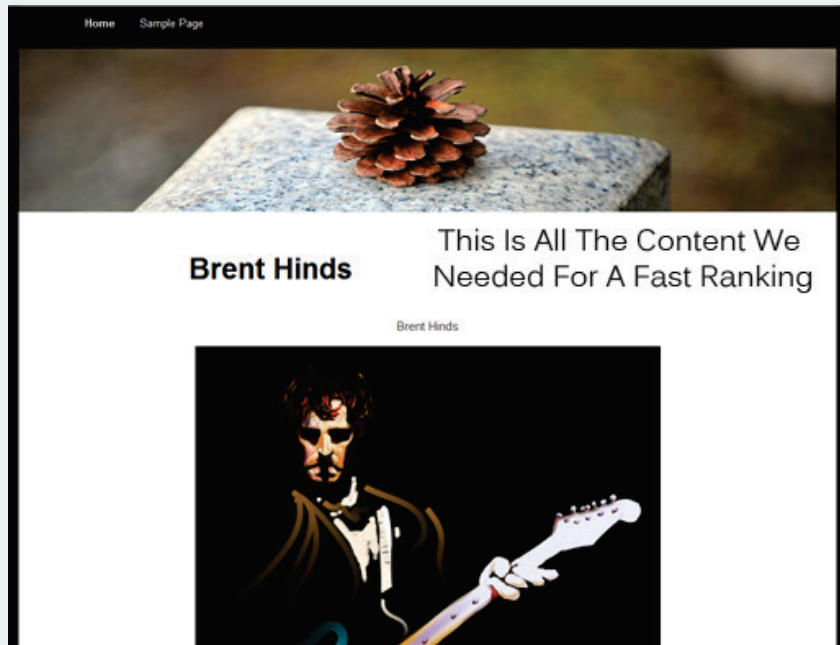 Home Sample Page
Brent Hinds
This Is All The Content We
Needed For A Fast Ranking
Brent Hinds